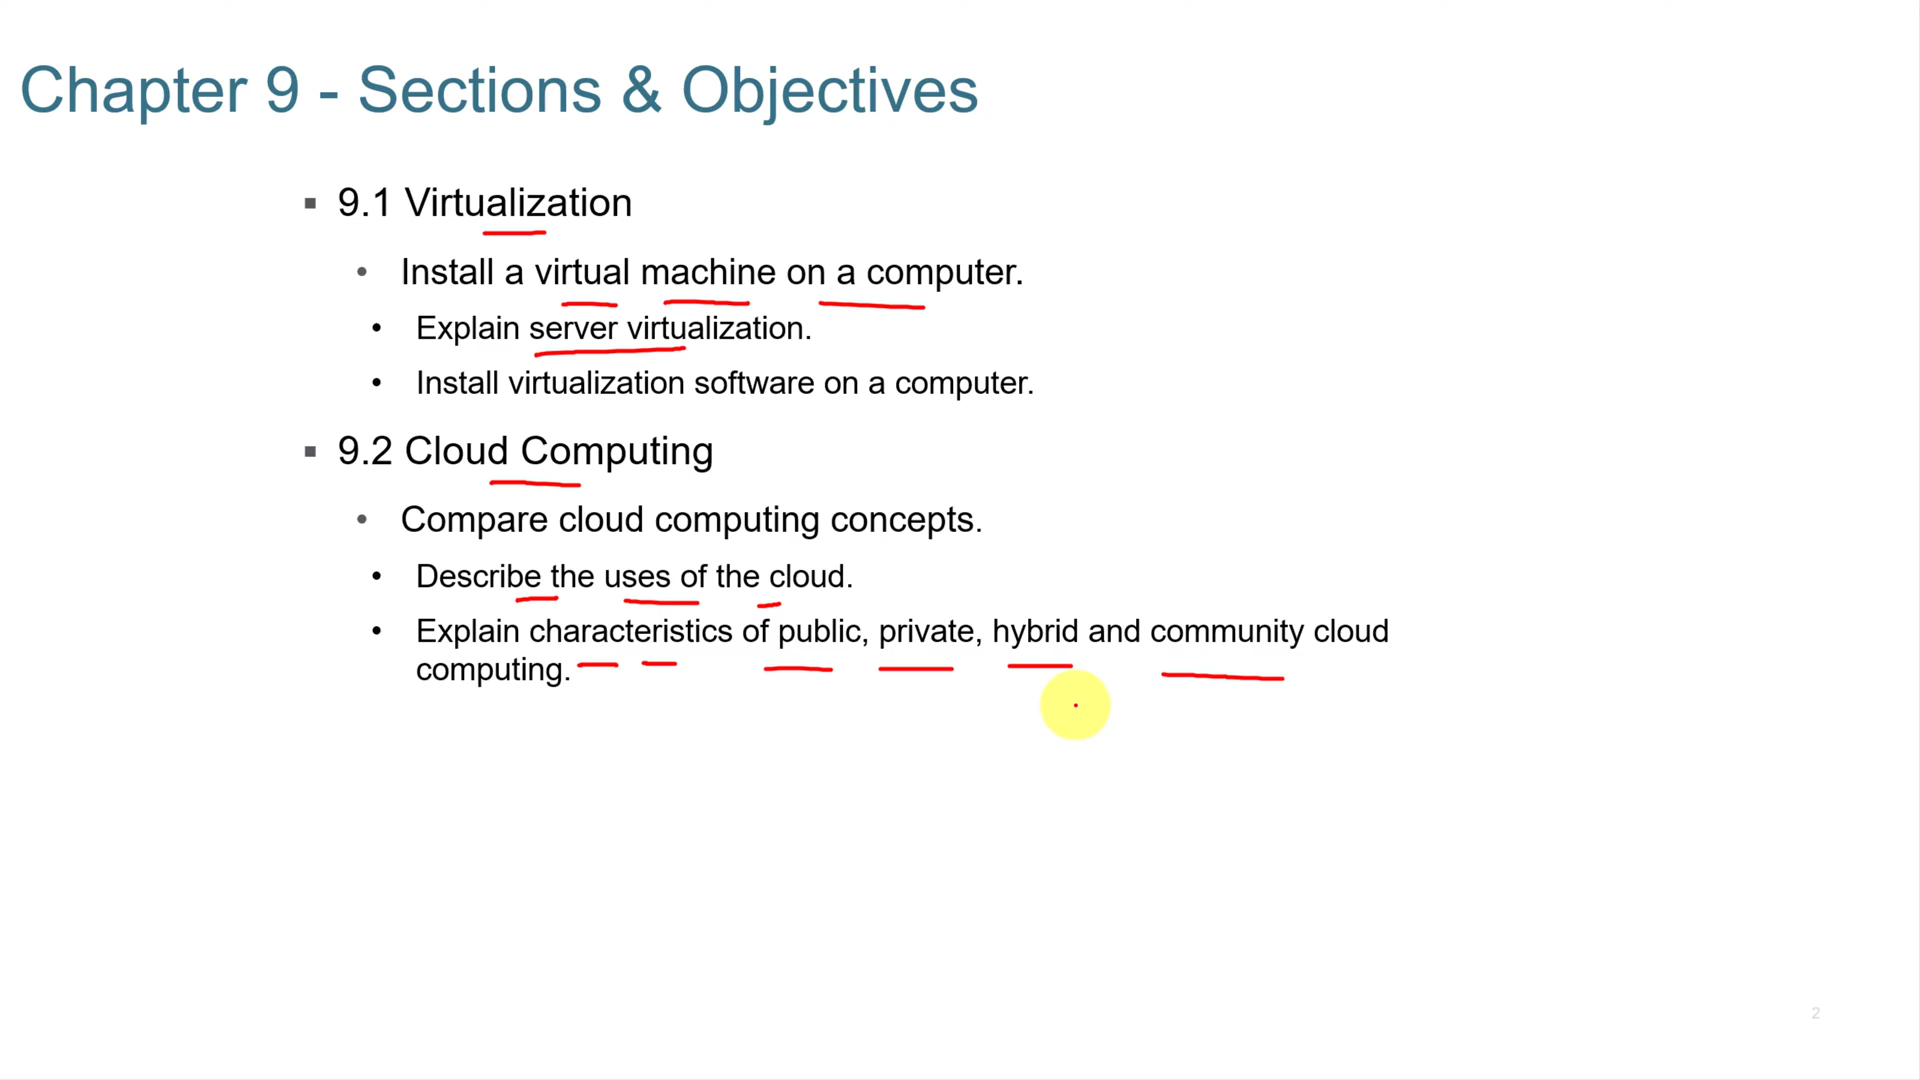 Chapter 9 - Sections & Objectives
▪ 9.1 Virtualization
• Install a virtual machine on a computer.
• Explain server virtualization.
• Install virtualization software on a computer.
▪ 9.2 Cloud Computing
• Compare cloud computing concepts.
• Describe the uses of the cloud.
• Explain characteristics of public, private, hybrid and community cloud
computing.
2